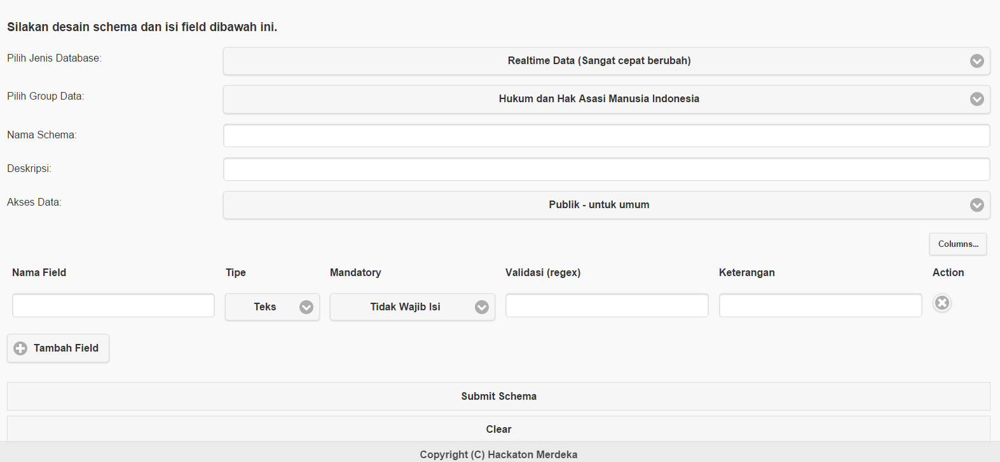 Silakan desain schema dan isi field dibawah ini.
Pilih Jenis Database:
Realtime Data (Sangat cepat berubah)
Pilih Group Data:
Hukum dan Hak Asasi Manusia Indonesia
Nama Schema:
Deskripsi:
Akses Data:
Publik - untuk umum
Columns...
Nama Field Tipe Mandatory Validasi (regex) Keterangan Action
Teks Tidak Wajib Isi
Tambah Field
Submit Schema
Clear
Copyright (C) Hackaton Merdeka